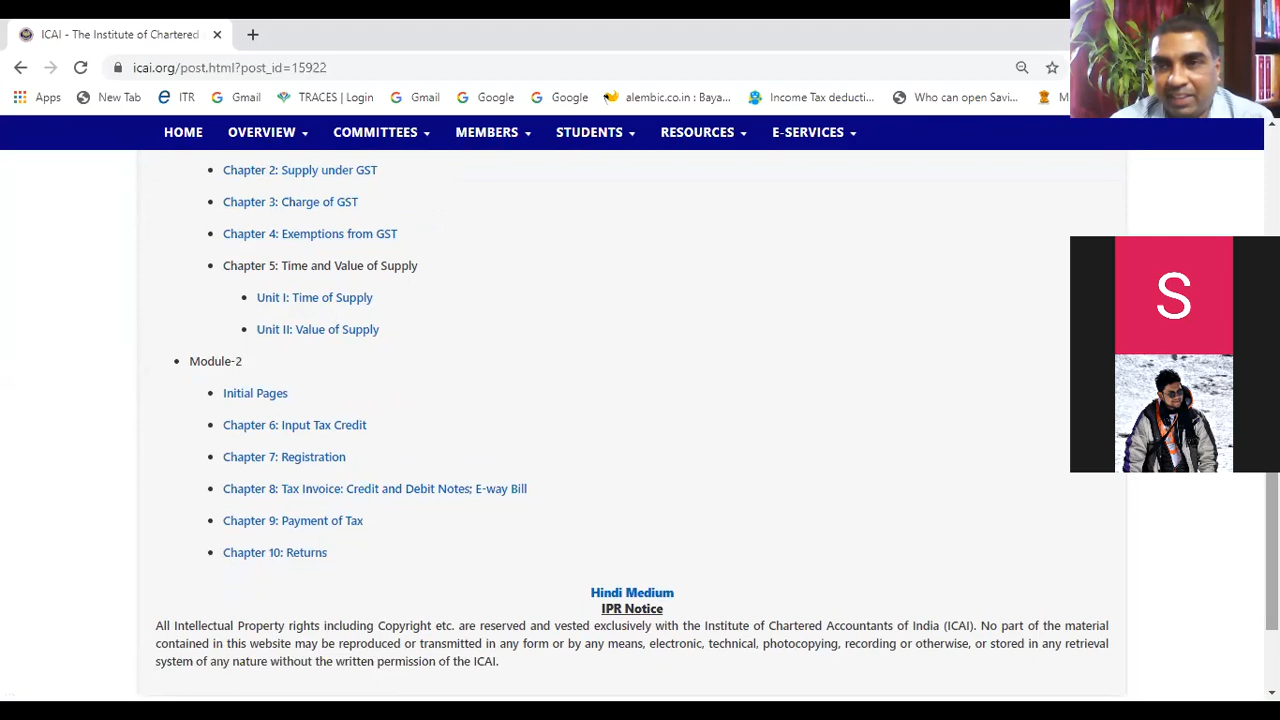 ICAI - The Institute of Chartered
icai.org/post.html?post_id=15922
Apps New Tab ITR Gmail TRACES | Login Gmail Google Google alembic.co.in : Baya... Income Tax deducti... Who can open Savi... M
HOME OVERVIEW COMMITTEES MEMBERS STUDENTS RESOURCES E-SERVICES
Chapter 2: Supply under GST
Chapter 3: Charge of GST
Chapter 4: Exemptions from GST
Chapter 5: Time and Value of Supply
Unit I: Time of Supply
Unit II: Value of Supply
S
Module-2
Initial Pages
Chapter 6: Input Tax Credit
Chapter 7: Registration
Chapter 8: Tax Invoice: Credit and Debit Notes; E-way Bill
Chapter 9: Payment of Tax
Chapter 10: Returns
Hindi Medium
IPR Notice
All Intellectual Property rights including Copyright etc. are reserved and vested exclusively with the Institute of Chartered Accountants of India (ICAI). No part of the material
contained in this website may be reproduced or transmitted in any form or by any means, electronic, technical, photocopying, recording or otherwise, or stored in any retrieval
system of any nature without the written permission of the ICAI.